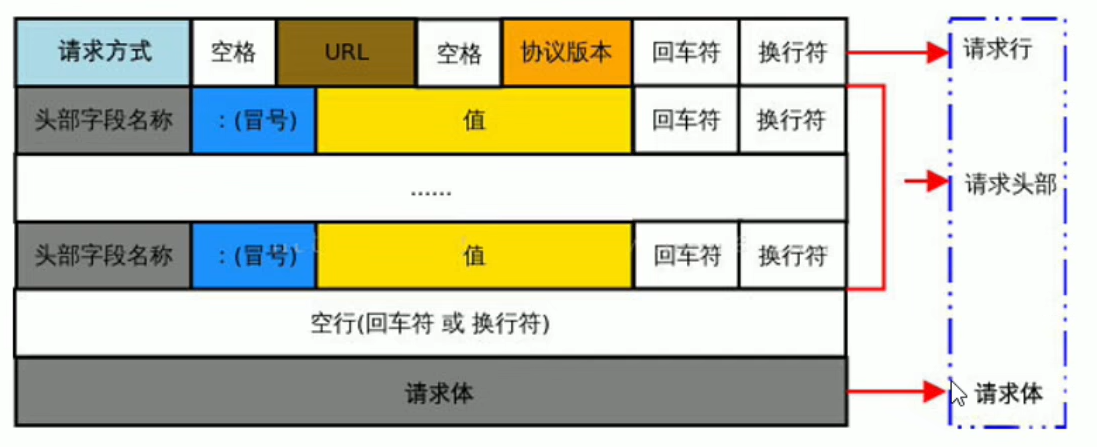 请求方式 空格 URL 空格 协议版本 回车符 换行符 请求行
头部字段名称 : (冒号) 值 回车符 换行符
...... 请求头部
头部字段名称 : (冒号) 值 回车符 换行符
空行(回车符 或 换行符)
请求体 请求体